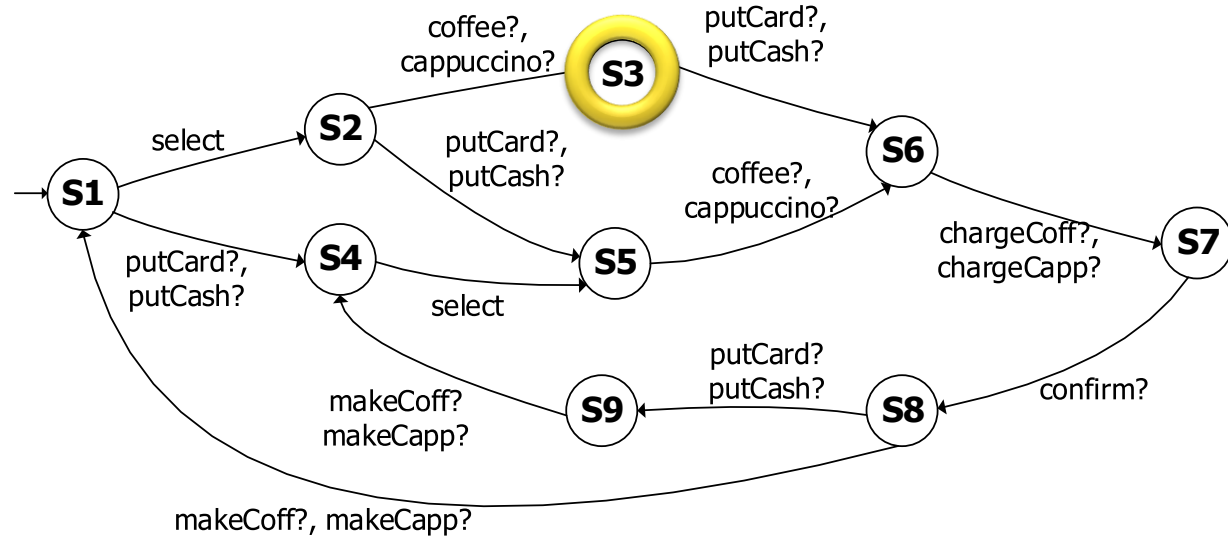 coffee?,
cappuccino?
S3
putCard?,
putCash?
select
S2
putCard?,
putCash?
S6
S1
coffee?,
cappuccino?
chargeCoff?,
chargeCapp?
S7
putCard?,
putCash?
S4
select
S5
putCard?
putCash?
confirm?
makeCoff?
makeCapp?
S9
S8
makeCoff?, makeCapp?